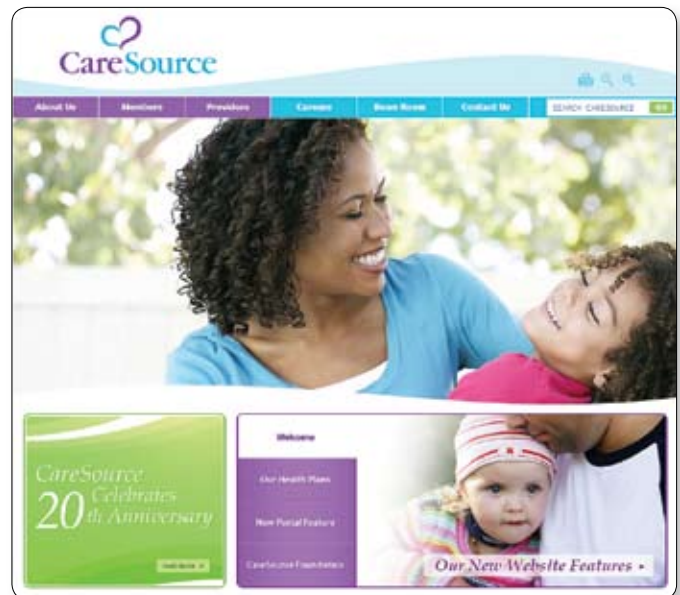 CareSource
About Us Members Providers Careers News Room Contact Us SEARCH CARESOURCE GO
CareSource
Celebrates
20th Anniversary
Welcome
Our Health Plans
New Portal Feature
CareSource Foundation
Our New Website Features